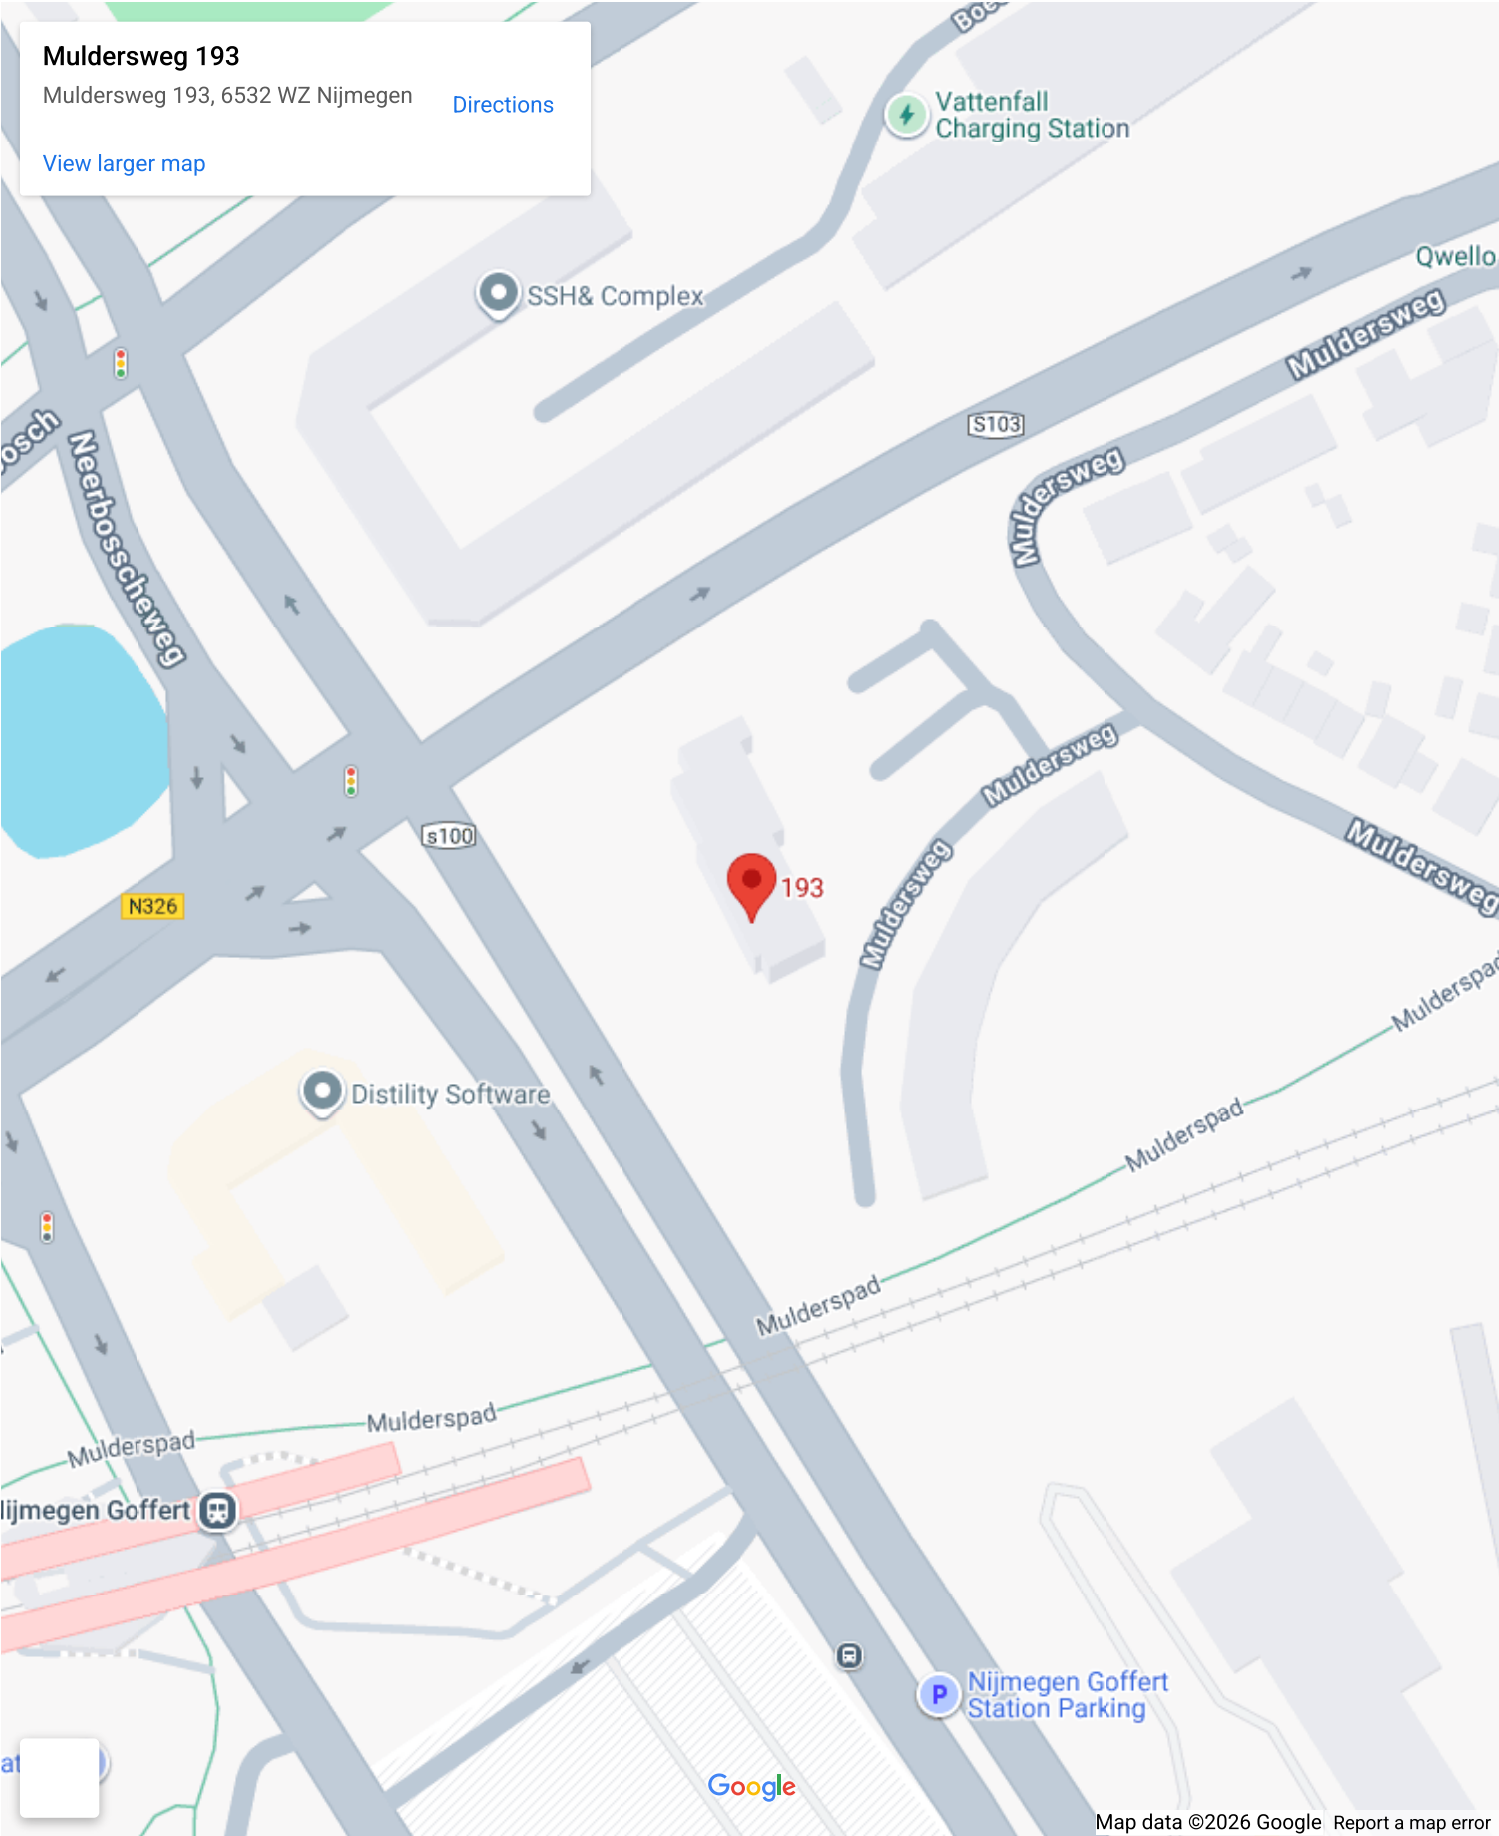 Muldersweg 193
Muldersweg 193, 6532 WZ Nijmegen
Directions
View larger map
Vattenfall
Charging Station
Qwello
SSH& Complex
Muldersweg
S103
Muldersweg
Muldersweg
Neerbosscheweg
Muldersweg
s100
Muldersweg
193
Muldersweg
N326
Muldersweg
Mulderspad
Distility Software
Mulderspad
Mulderspad
Mulderspad
Mulderspad
Goffert
P
Nijmegen Goffert
Station Parking
Google
Map data ©2026 Google
Report a map error